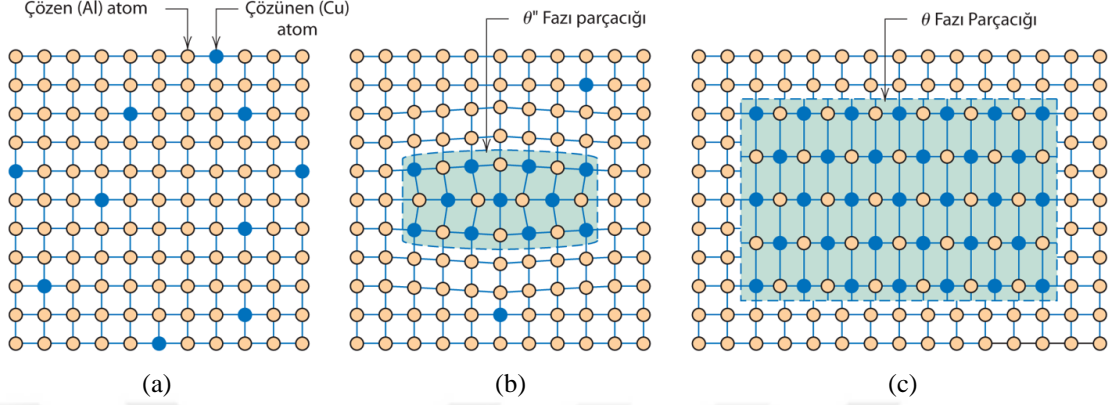 Çözen (Al) atom
Çözünen (Cu)
atom
θ" Fazı parçacığı
θ Fazı Parçacığı
(a)
(b)
(c)